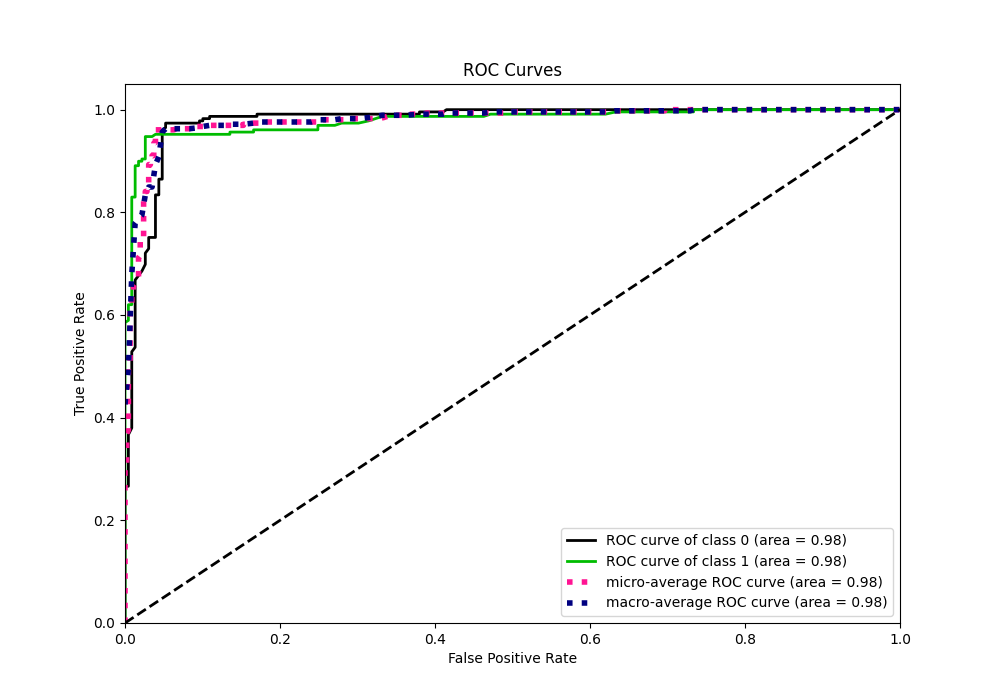 ROC Curves
True Positive Rate
1.0
0.8
0.6
0.4
0.2
0.0
0.0 0.2 0.4 0.6 0.8 1.0
False Positive Rate
ROC curve of class 0 (area = 0.98)
ROC curve of class 1 (area = 0.98)
micro-average ROC curve (area = 0.98)
macro-average ROC curve (area = 0.98)